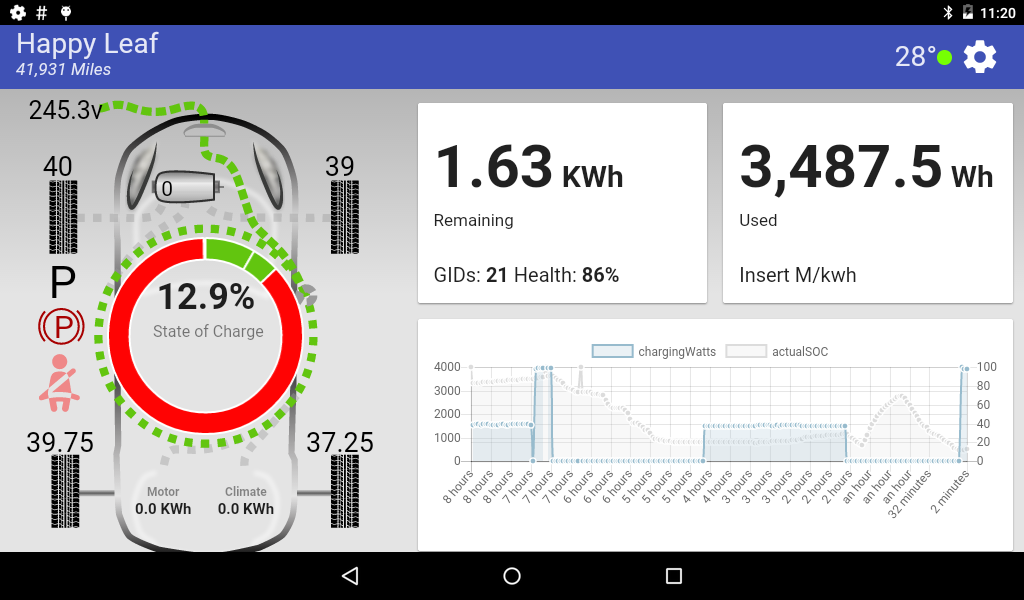 11:20
Happy Leaf
41,931 Miles
28°
245.3v
40
39
0
P
(P)
12.9%
State of Charge
39.75
37.25
Motor
0.0 KWh
Climate
0.0 KWh
1.63 KWh
Remaining
GIDs: 21 Health: 86%
3,487.5 Wh
Used
Insert M/kwh
chargingWatts
actualSOC
4000
3000
2000
1000
0
100
80
60
40
20
0
8 hours
8 hours
8 hours
7 hours
7 hours
7 hours
6 hours
6 hours
6 hours
5 hours
5 hours
5 hours
4 hours
4 hours
3 hours
3 hours
3 hours
2 hours
2 hours
2 hours
an hour
an hour
an hour
32 minutes
2 minutes